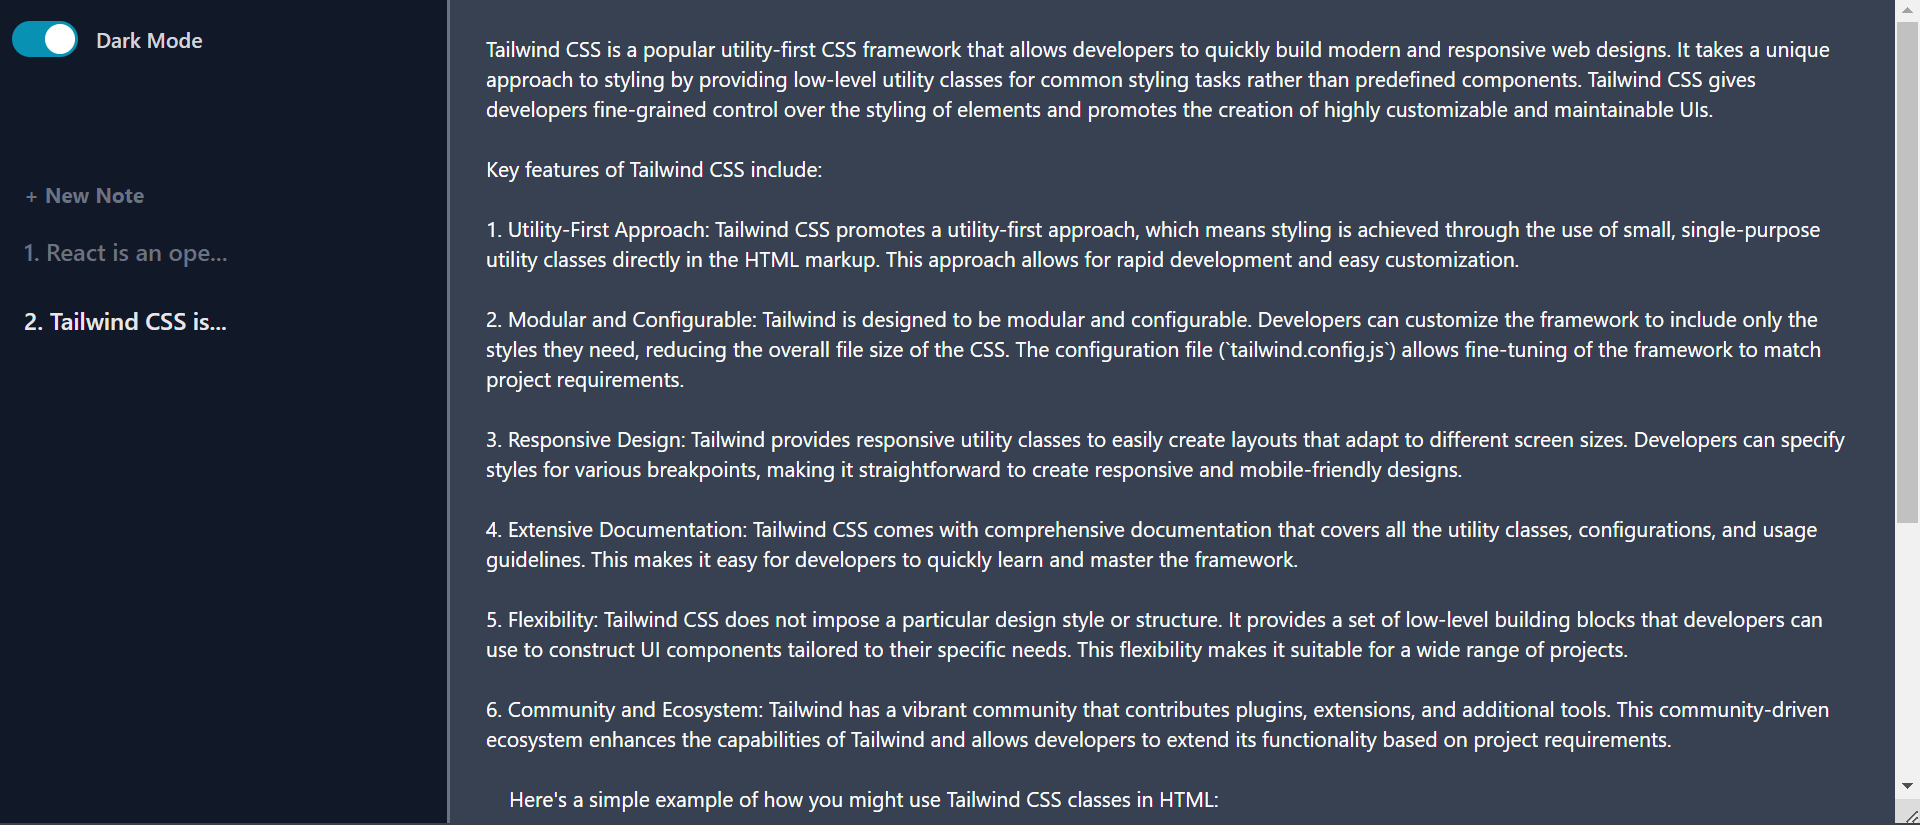 Dark Mode
+ New Note
1. React is an ope...
2. Tailwind CSS is...
Tailwind CSS is a popular utility-first CSS framework that allows developers to quickly build modern and responsive web designs. It takes a unique
approach to styling by providing low-level utility classes for common styling tasks rather than predefined components. Tailwind CSS gives
developers fine-grained control over the styling of elements and promotes the creation of highly customizable and maintainable UIs.
Key features of Tailwind CSS include:
1. Utility-First Approach: Tailwind CSS promotes a utility-first approach, which means styling is achieved through the use of small, single-purpose
utility classes directly in the HTML markup. This approach allows for rapid development and easy customization.
2. Modular and Configurable: Tailwind is designed to be modular and configurable. Developers can customize the framework to include only the
styles they need, reducing the overall file size of the CSS. The configuration file (`tailwind.config.js`) allows fine-tuning of the framework to match
project requirements.
3. Responsive Design: Tailwind provides responsive utility classes to easily create layouts that adapt to different screen sizes. Developers can specify
styles for various breakpoints, making it straightforward to create responsive and mobile-friendly designs.
4. Extensive Documentation: Tailwind CSS comes with comprehensive documentation that covers all the utility classes, configurations, and usage
guidelines. This makes it easy for developers to quickly learn and master the framework.
5. Flexibility: Tailwind CSS does not impose a particular design style or structure. It provides a set of low-level building blocks that developers can
use to construct UI components tailored to their specific needs. This flexibility makes it suitable for a wide range of projects.
6. Community and Ecosystem: Tailwind has a vibrant community that contributes plugins, extensions, and additional tools. This community-driven
ecosystem enhances the capabilities of Tailwind and allows developers to extend its functionality based on project requirements.
Here's a simple example of how you might use Tailwind CSS classes in HTML: